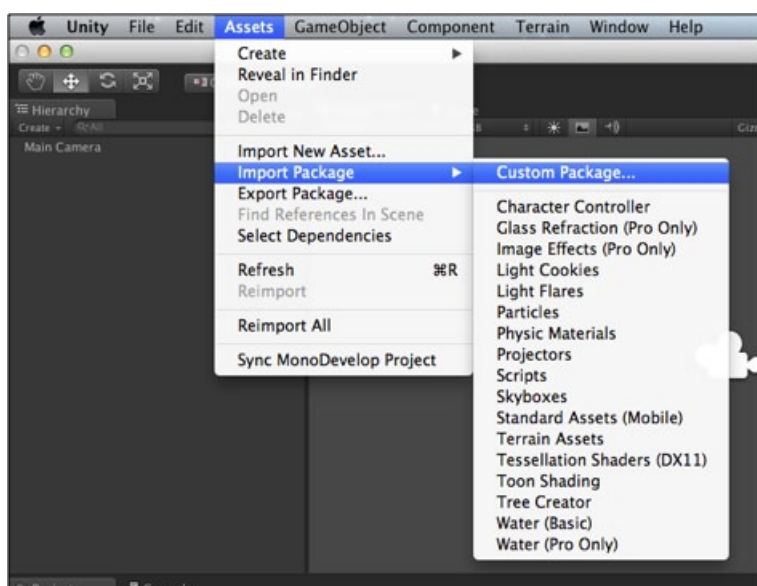 Unity File Edit Assets GameObject Component Terrain Window Help
Hierarchy
Create
All
Main Camera
Create
Reveal in Finder
Open
Delete
Import New Asset...
Import Package
Export Package...
Find References In Scene
Select Dependencies
Refresh ⌘R
Reimport
Reimport All
Sync MonoDevelop Project
Custom Package...
Character Controller
Glass Refraction (Pro Only)
Image Effects (Pro Only)
Light Cookies
Light Flares
Particles
Physic Materials
Projectors
Scripts
Skyboxes
Standard Assets (Mobile)
Terrain Assets
Tessellation Shaders (DX11)
Toon Shading
Tree Creator
Water (Basic)
Water (Pro Only)